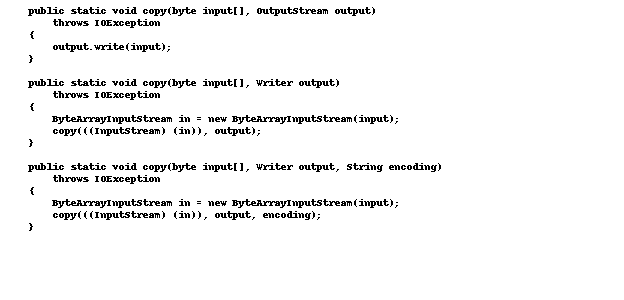 public static void copy(byte input[], OutputStream output)
    throws IOException
{
    output.write(input);
}
public static void copy(byte input[], Writer output)
    throws IOException
{
    ByteArrayInputStream in = new ByteArrayInputStream(input);
    copy(((InputStream) (in)), output);
}
public static void copy(byte input[], Writer output, String encoding)
    throws IOException
{
    ByteArrayInputStream in = new ByteArrayInputStream(input);
    copy(((InputStream) (in)), output, encoding);
}